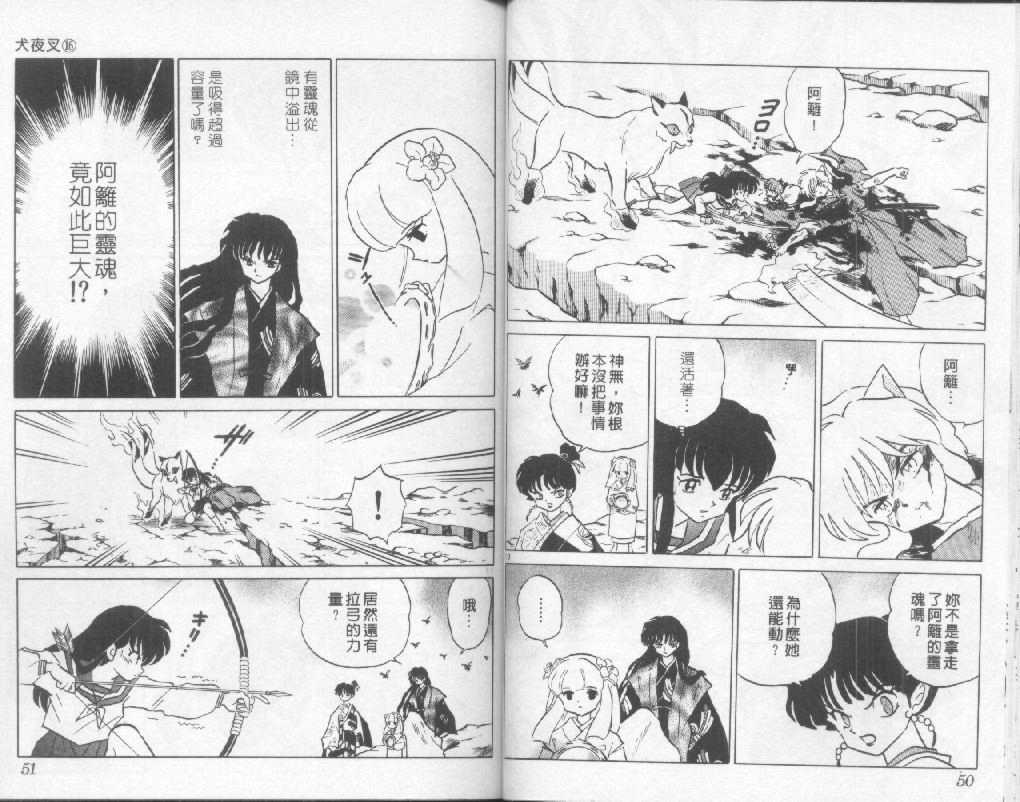 阿籬！
ヨロ…
阿籬…
還活著…
神無，妳根
本沒把事情
辦好嘛！
妳不是拿走
了阿籬的靈
魂嗎？
為什麼她
還能動？
……
50
犬夜叉⑯
有靈魂從
鏡中溢出…
是吸得超過
容量了嗎？
阿籬的靈魂，
竟如此巨大!?
！
哦…
居然還有
拉弓的力
量？
キ
51